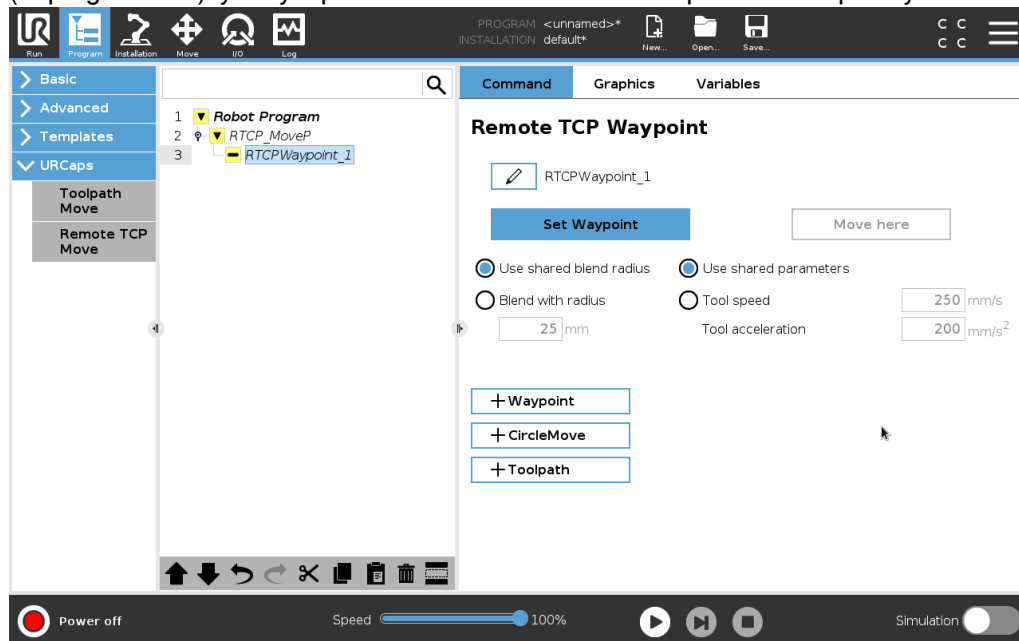 PROGRAM <unnamed>*
INSTALLATION default*
UR
Run
Program
Installation
Move
I/O
Log
New...
Open...
Save...
C C
C C
Basic
Advanced
Templates
URCaps
Toolpath
Move
Remote TCP
Move
1 Robot Program
2 RTCP_MoveP
3 RTCPWaypoint_1
Command Graphics Variables
Remote TCP Waypoint
RTCPWaypoint_1
Set Waypoint Move here
Use shared blend radius Use shared parameters
Blend with radius Tool speed 250 mm/s
25 mm Tool acceleration 200 mm/s²
+Waypoint
+CircleMove
+Toolpath
Power off Speed 100% Simulation